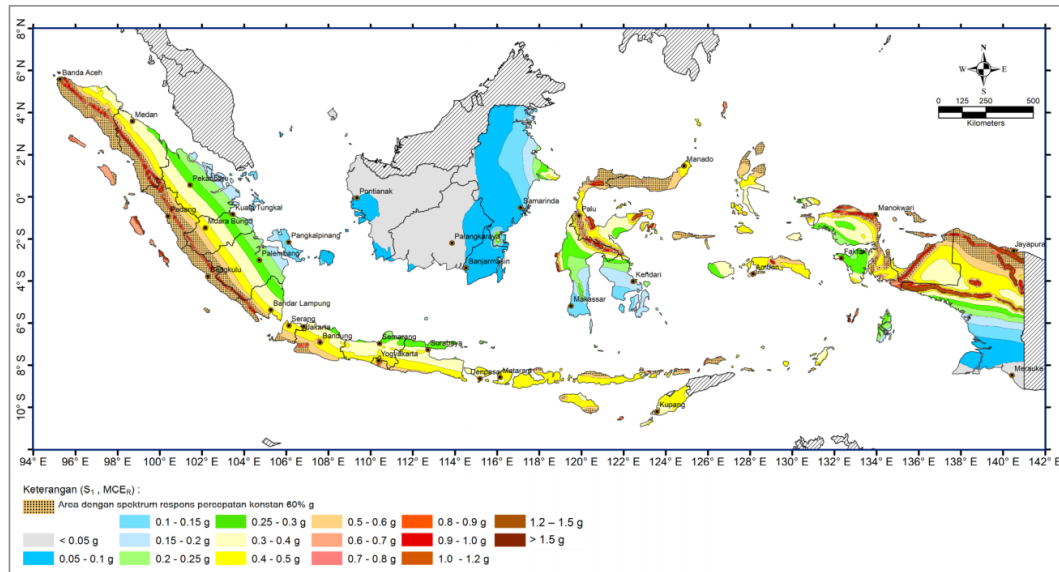 8° N
6° N
4° N
2° N
0°
2° S
4° S
6° S
8° S
10° S
N
W E
S
0 125 250 500
Kilometers
Banda Aceh
Medan
Pekanbaru
Kuala Tungkal
Padang
Muara Bungo
Pangkalpinang
Palembang
Bengkulu
Bandar Lampung
Serang
Jakarta
Bandung
Semarang
Surabaya
Yogyakarta
Denpasar
Mataram
Kupang
Pontianak
Samarinda
Palangkaraya
Banjarmasin
Manado
Palu
Kendari
Makassar
Ambon
Manokwari
Fakfak
Jayapura
Merauke
94° E 96° E 98° E 100° E 102° E 104° E 106° E 108° E 110° E 112° E 114° E 116° E 118° E 120° E 122° E 124° E 126° E 128° E 130° E 132° E 134° E 136° E 138° E 140° E 142° E
Keterangan (S₁ , MCEᵣ) :
Area dengan spektrum respons percepatan konstan 60% g
0.1 - 0.15 g 0.25 - 0.3 g 0.5 - 0.6 g 0.8 - 0.9 g 1.2 – 1.5 g
< 0.05 g 0.15 - 0.2 g 0.3 - 0.4 g 0.6 - 0.7 g 0.9 - 1.0 g > 1.5 g
0.05 - 0.1 g 0.2 - 0.25 g 0.4 - 0.5 g 0.7 - 0.8 g 1.0 - 1.2 g